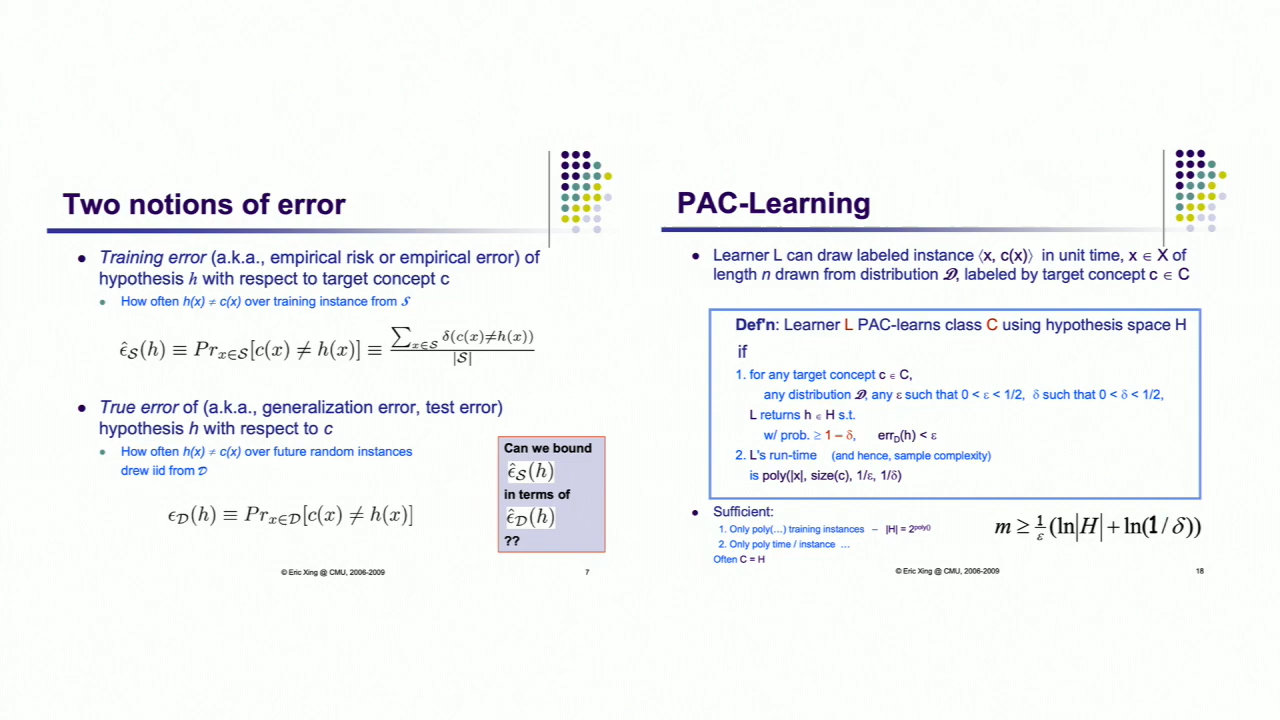 Two notions of error
● Training error (a.k.a., empirical risk or empirical error) of
hypothesis h with respect to target concept c
● How often h(x) ≠ c(x) over training instance from 𝒮
ϵ̂_𝒮(h) ≡ Pr_{x∈𝒮}[c(x) ≠ h(x)] ≡ ∑_{x∈𝒮} δ(c(x)≠h(x)) / |𝒮|
● True error of (a.k.a., generalization error, test error)
hypothesis h with respect to c
● How often h(x) ≠ c(x) over future random instances
drew iid from 𝒟
ϵ_𝒟(h) ≡ Pr_{x∈𝒟}[c(x) ≠ h(x)]
Can we bound
ϵ̂_𝒮(h)
in terms of
ϵ̂_𝒟(h)
??
© Eric Xing @ CMU, 2006-2009
7
PAC-Learning
● Learner L can draw labeled instance ⟨x, c(x)⟩ in unit time, x ∈ X of
length n drawn from distribution 𝒟, labeled by target concept c ∈ C
Def'n: Learner L PAC-learns class C using hypothesis space H
if
1. for any target concept c ∈ C,
any distribution 𝒟, any ε such that 0 < ε < 1/2, δ such that 0 < δ < 1/2,
L returns h ∈ H s.t.
w/ prob. ≥ 1 – δ, err_D(h) < ε
2. L's run-time (and hence, sample complexity)
is poly(|x|, size(c), 1/ε, 1/δ)
● Sufficient:
1. Only poly(…) training instances – |H| = 2^{poly()}
2. Only poly time / instance …
Often C = H
m ≥ 1/ε (ln|H| + ln(1/δ))
© Eric Xing @ CMU, 2006-2009
18